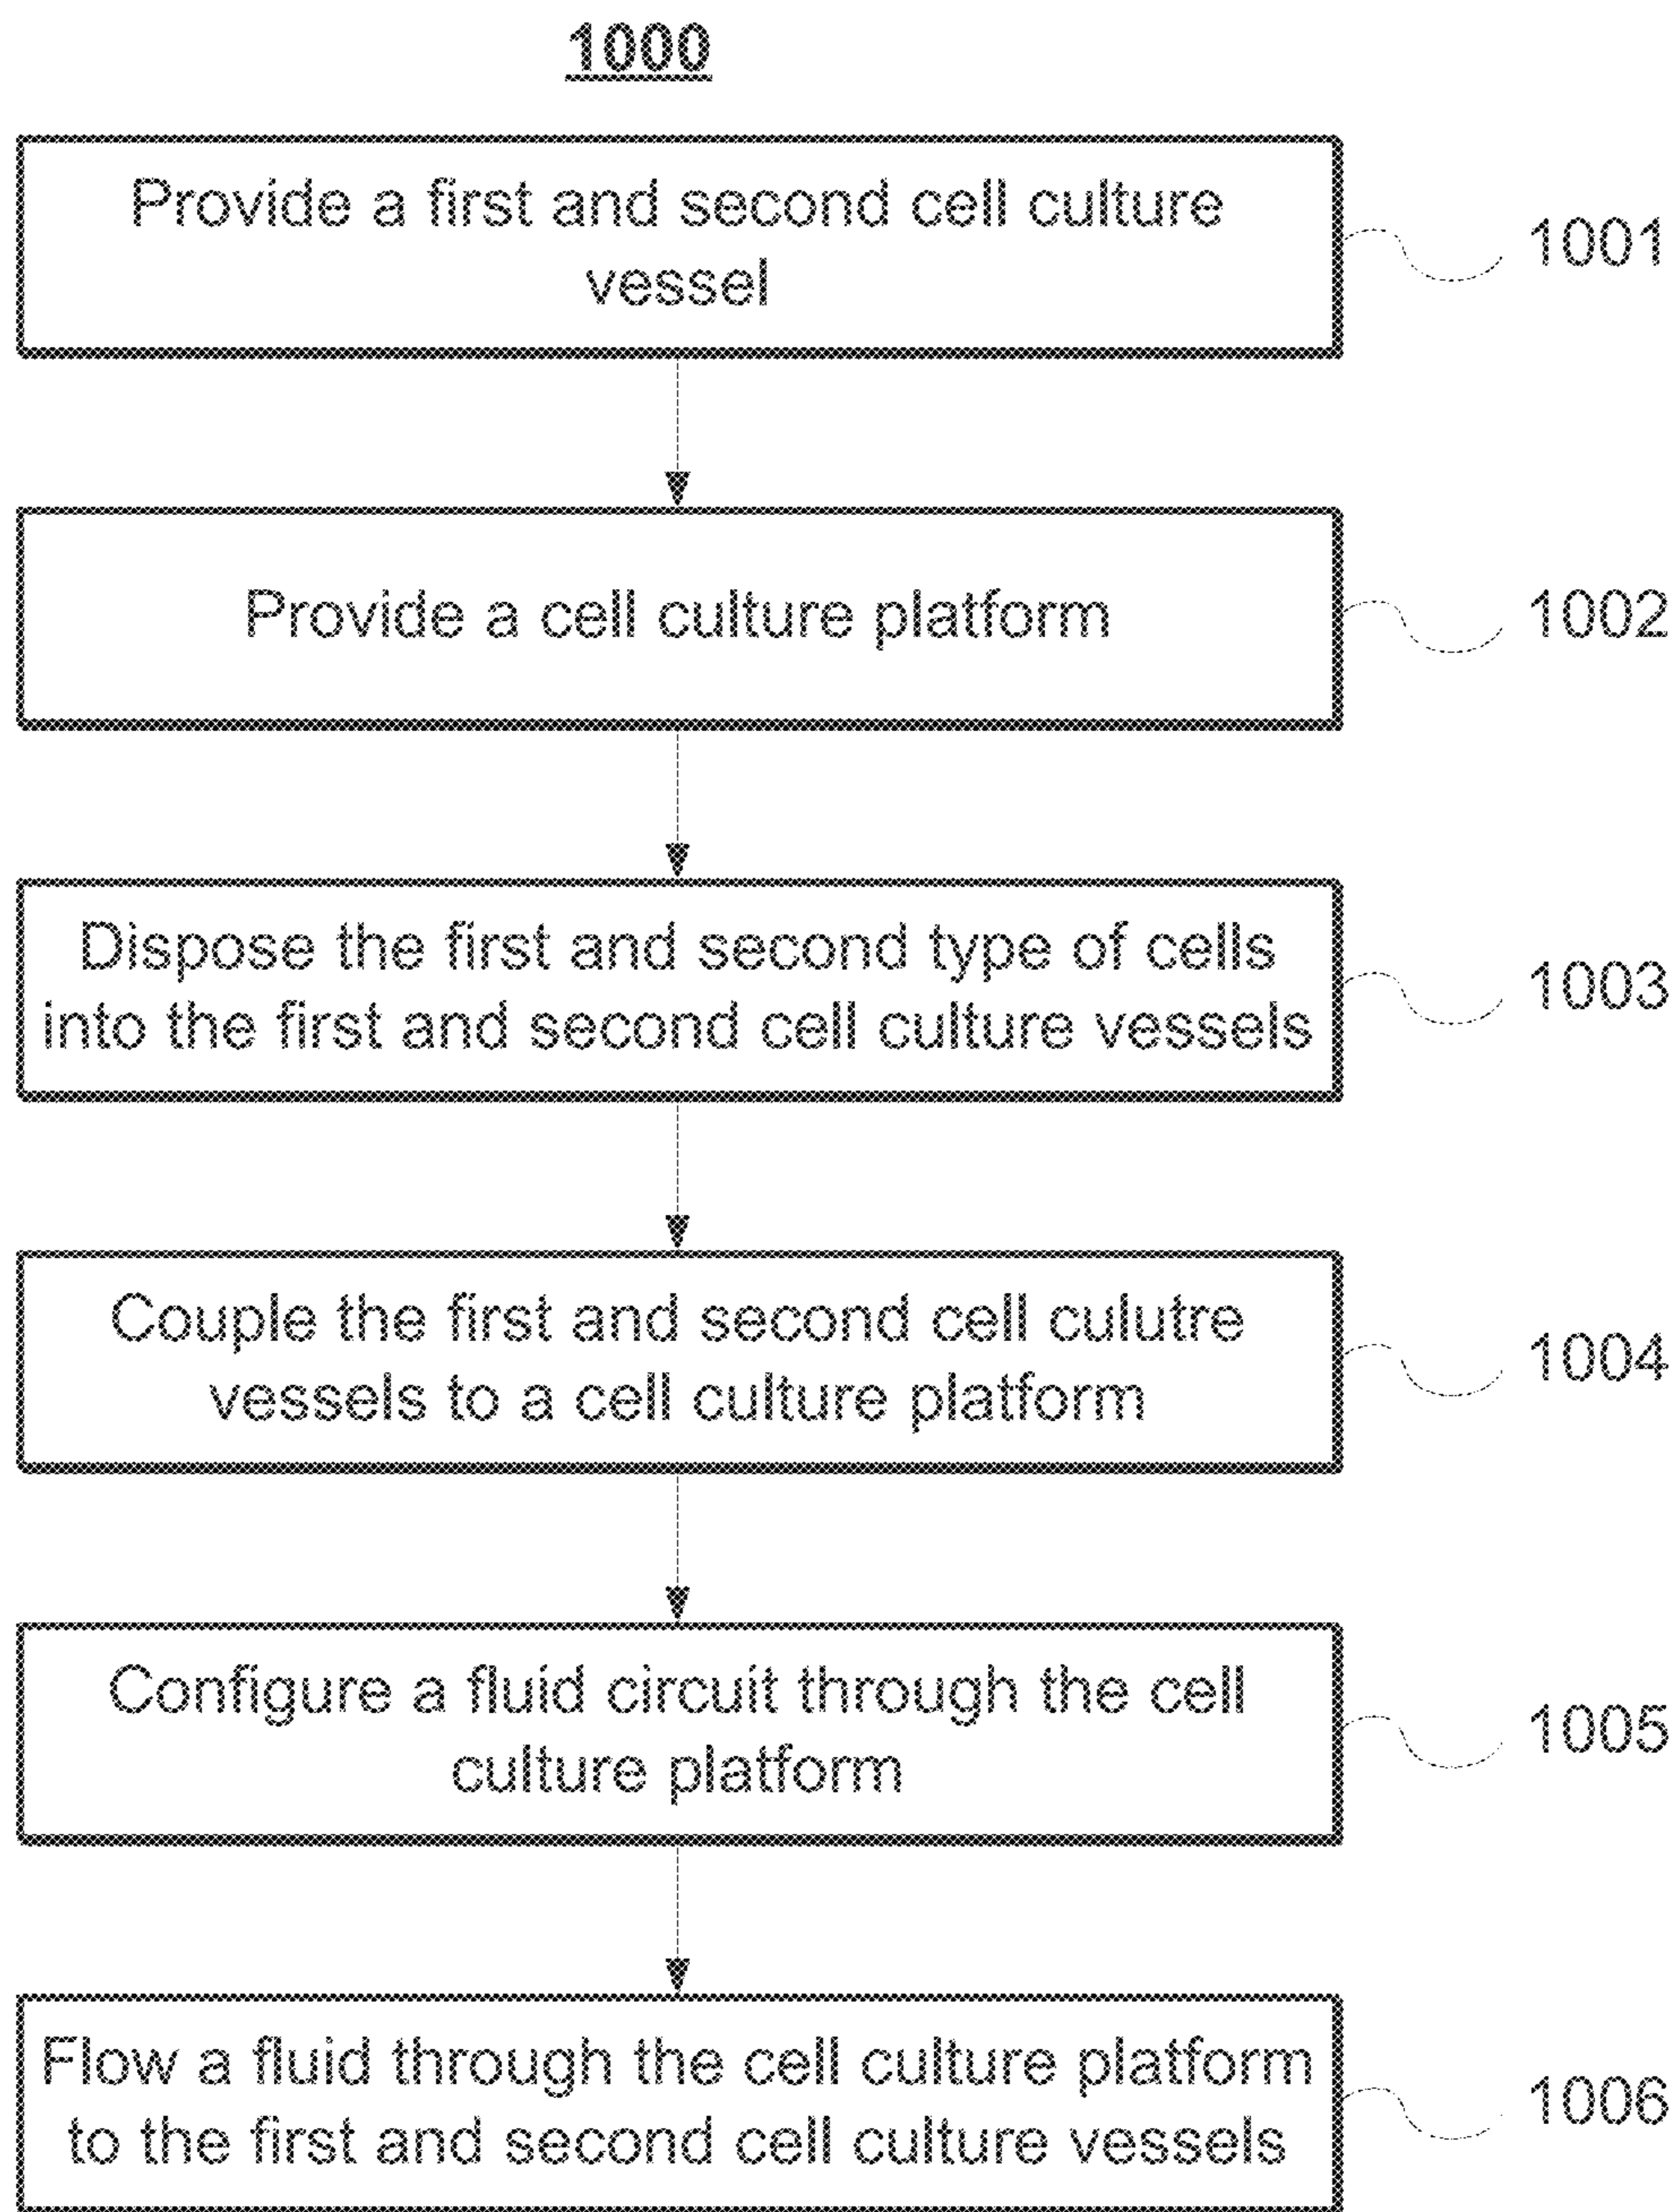 1000
Provide a first and second cell culture
vessel
1001
Provide a cell culture platform
1002
Dispose the first and second type of cells
into the first and second cell culture vessels
1003
Couple the first and second cell culutre
vessels to a cell culture platform
1004
Configure a fluid circuit through the cell
culture platform
1005
Flow a fluid through the cell culture platform
to the first and second cell culture vessels
1006